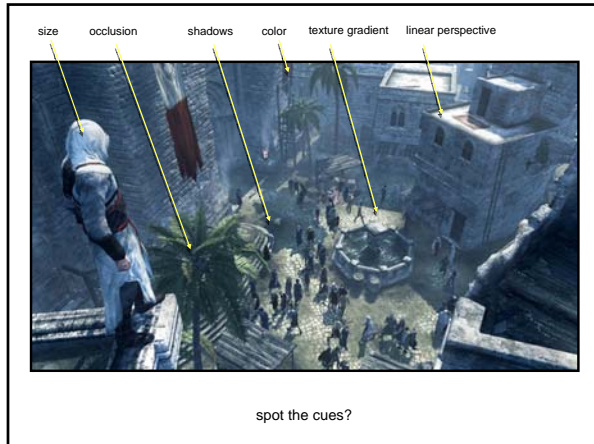 size occlusion shadows color texture gradient linear perspective
spot the cues?